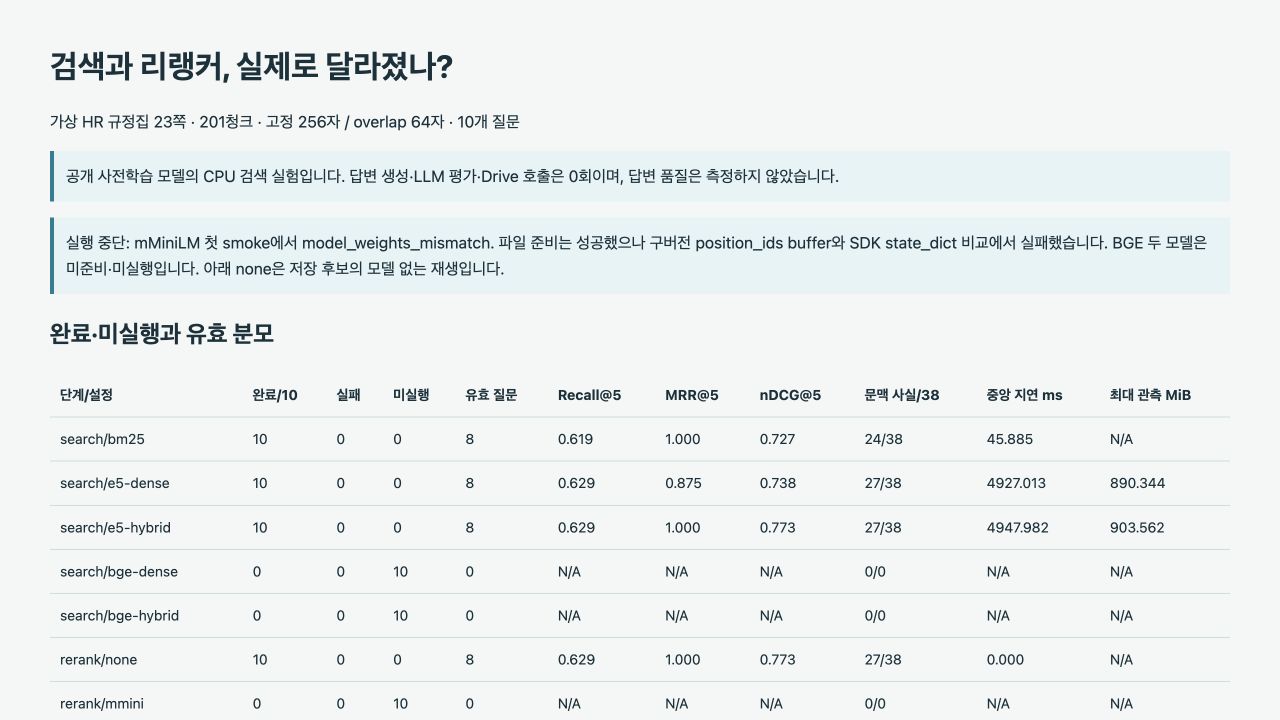 검색과 리랭커, 실제로 달라졌나?
가상 HR 규정집 23쪽 · 201청크 · 고정 256자 / overlap 64자 · 10개 질문
공개 사전학습 모델의 CPU 검색 실험입니다. 답변 생성·LLM 평가·Drive 호출은 0회이며, 답변 품질은 측정하지 않았습니다.
실행 중단: mMiniLM 첫 smoke에서 model_weights_mismatch. 파일 준비는 성공했으나 구버전 position_ids buffer와 SDK state_dict 비교에서 실패했습니다. BGE 두 모델은
미준비·미실행입니다. 아래 none은 저장 후보의 모델 없는 재생입니다.
완료·미실행과 유효 분모
단계/설정 완료/10 실패 미실행 유효 질문 Recall@5 MRR@5 nDCG@5 문맥 사실/38 중앙 지연 ms 최대 관측 MiB
search/bm25 10 0 0 8 0.619 1.000 0.727 24/38 45.885 N/A
search/e5-dense 10 0 0 8 0.629 0.875 0.738 27/38 4927.013 890.344
search/e5-hybrid 10 0 0 8 0.629 1.000 0.773 27/38 4947.982 903.562
search/bge-dense 0 0 10 0 N/A N/A N/A 0/0 N/A N/A
search/bge-hybrid 0 0 10 0 N/A N/A N/A 0/0 N/A N/A
rerank/none 10 0 0 8 0.629 1.000 0.773 27/38 0.000 N/A
rerank/mmini 0 0 10 0 N/A N/A N/A 0/0 N/A N/A